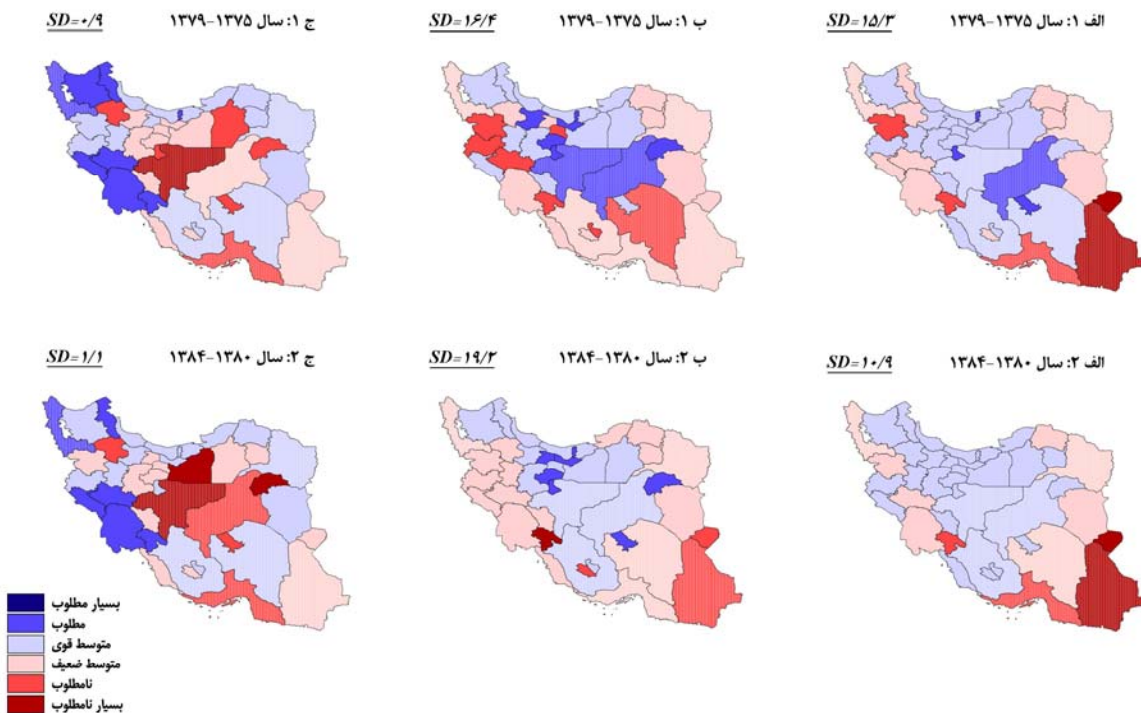 الف ۱: سال ۱۳۷۵-۱۳۷۹ SD=۱۵/۳
ب ۱: سال ۱۳۷۵-۱۳۷۹ SD=۱۶/۴
ج ۱: سال ۱۳۷۵-۱۳۷۹ SD=۰/۹
الف ۲: سال ۱۳۸۰-۱۳۸۴ SD=۱۰/۹
ب ۲: سال ۱۳۸۰-۱۳۸۴ SD=۱۹/۲
ج ۲: سال ۱۳۸۰-۱۳۸۴ SD=۱/۱
بسیار مطلوب
مطلوب
متوسط قوی
متوسط ضعیف
نامطلوب
بسیار نامطلوب